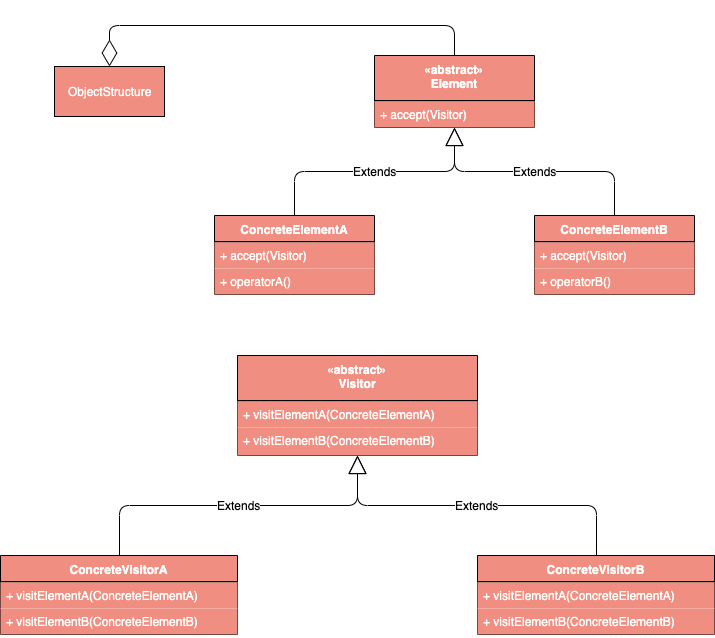 «abstract»
Element
ObjectStructure
+ accept(Visitor)
Extends
Extends
ConcreteElementA
+ accept(Visitor)
+ operatorA()
ConcreteElementB
+ accept(Visitor)
+ operatorB()
«abstract»
Visitor
+ visitElementA(ConcreteElementA)
+ visitElementB(ConcreteElementB)
Extends
Extends
ConcreteVisitorA
+ visitElementA(ConcreteElementA)
+ visitElementB(ConcreteElementB)
ConcreteVisitorB
+ visitElementA(ConcreteElementA)
+ visitElementB(ConcreteElementB)